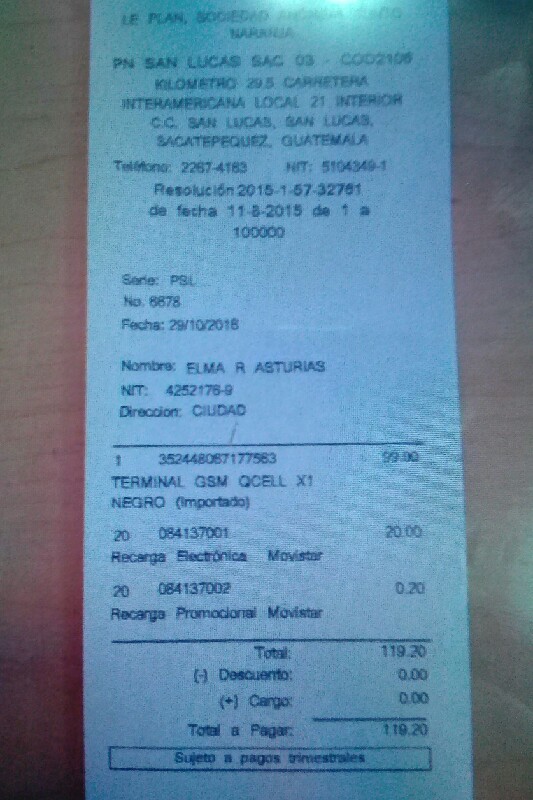 LE PLAN, SOCIEDAD ANONIMA PUNTO
NARANJA
PN SAN LUCAS SAC 03 - COD2106
KILOMETRO 29.5 CARRETERA
INTERAMERICANA LOCAL 21 INTERIOR
C.C. SAN LUCAS, SAN LUCAS,
SACATEPEQUEZ, GUATEMALA
Teléfono: 2267-4183 NIT: 5104349-1
Resolución 2015-1-57-32761
de fecha 11-8-2015 de 1 a
100000
Serie: PSL
No. 6678
Fecha: 29/10/2016
Nombre: ELMA R ASTURIAS
NIT: 4252176-9
Direccion: CIUDAD
1 352448067177563 99.00
TERMINAL GSM QCELL X1
NEGRO (Importado)
20 084137001 20.00
Recarga Electrónica Movistar
20 084137002 0.20
Recarga Promocional Movistar
Total: 119.20
(-) Descuento: 0.00
(+) Cargo: 0.00
Total a Pagar: 119.20
Sujeto a pagos trimestrales